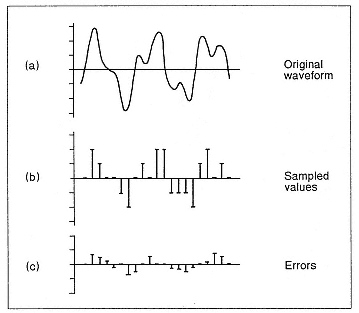 (a)
Original
waveform
(b)
Sampled
values
(c)
Errors